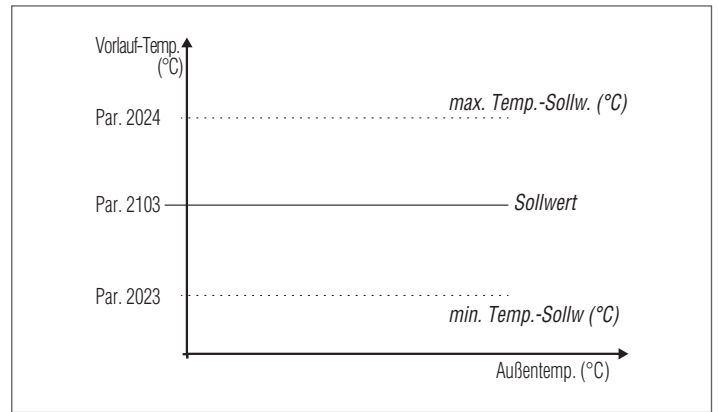 Vorlauf-Temp.
(°C)
max. Temp.-Sollw. (°C)
Par. 2024
Par. 2103
Sollwert
Par. 2023
min. Temp.-Sollw (°C)
Außentemp. (°C)